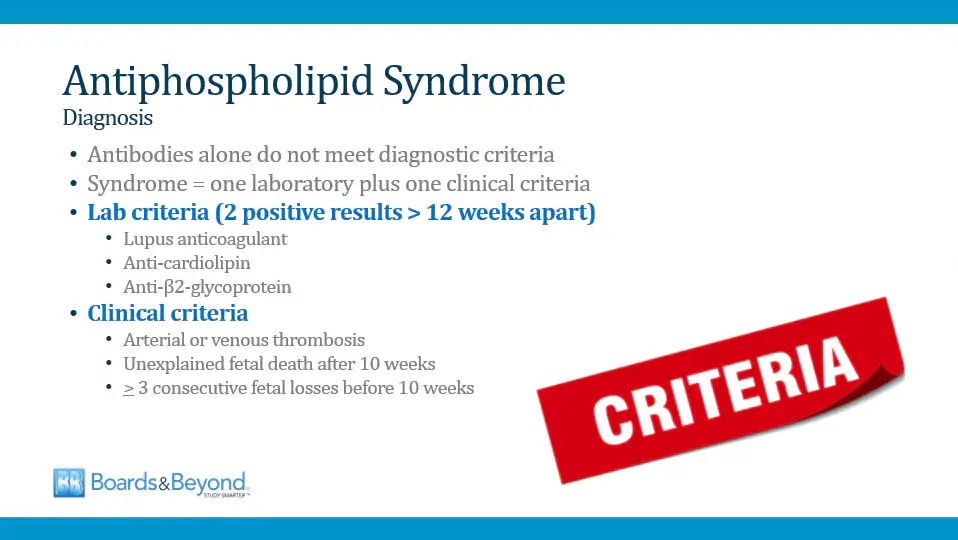 Antiphospholipid Syndrome
Diagnosis
• Antibodies alone do not meet diagnostic criteria
• Syndrome = one laboratory plus one clinical criteria
• Lab criteria (2 positive results > 12 weeks apart)
• Lupus anticoagulant
• Anti-cardiolipin
• Anti-β2-glycoprotein
• Clinical criteria
• Arterial or venous thrombosis
• Unexplained fetal death after 10 weeks
• ≥ 3 consecutive fetal losses before 10 weeks
CRITERIA
BB Boards&Beyond.
STUDY SMARTER™